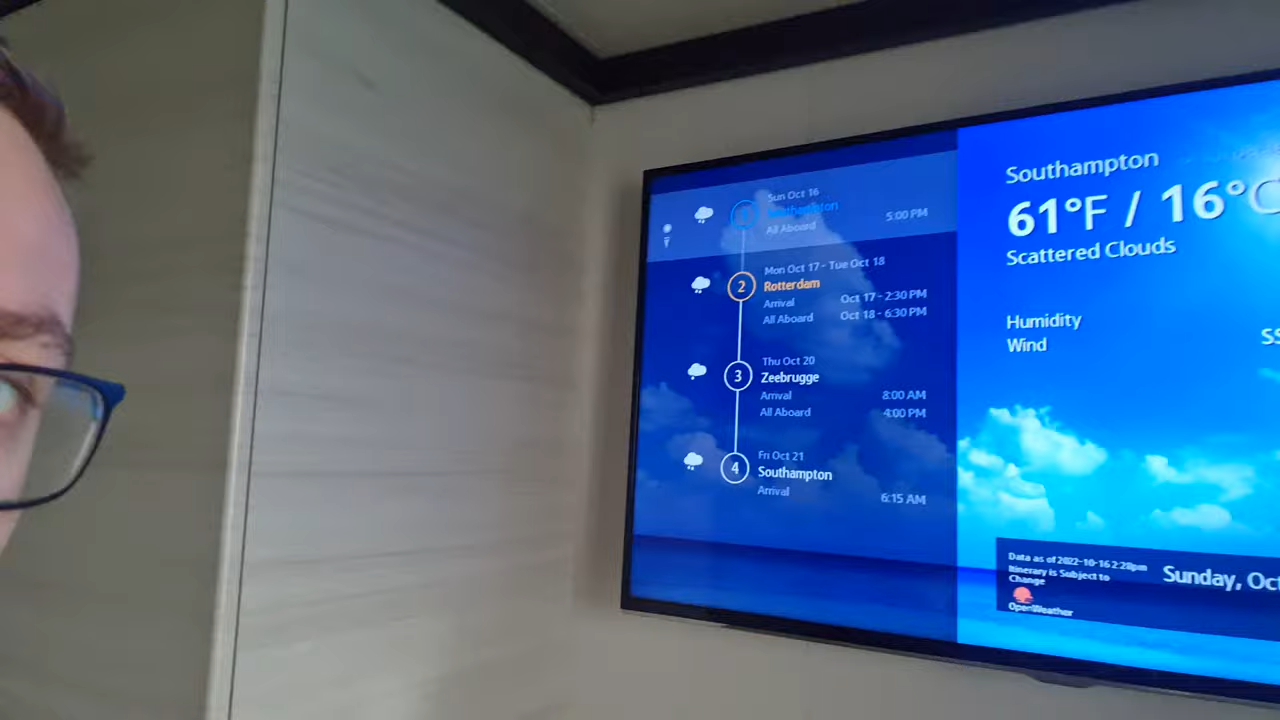 Sun Oct 16
Southampton
All Aboard 5:00 PM
Mon Oct 17 - Tue Oct 18
2 Rotterdam
Arrival Oct 17 - 2:30 PM
All Aboard Oct 18 - 6:30 PM
Thu Oct 20
3 Zeebrugge
Arrival 8:00 AM
All Aboard 4:00 PM
Fri Oct 21
4 Southampton
Arrival 6:15 AM
Southampton
61°F / 16°C
Scattered Clouds
Humidity
Wind
Data as of 2022-10-16 2:28pm
Itinerary is Subject to
Change
OpenWeather
Sunday, Oct